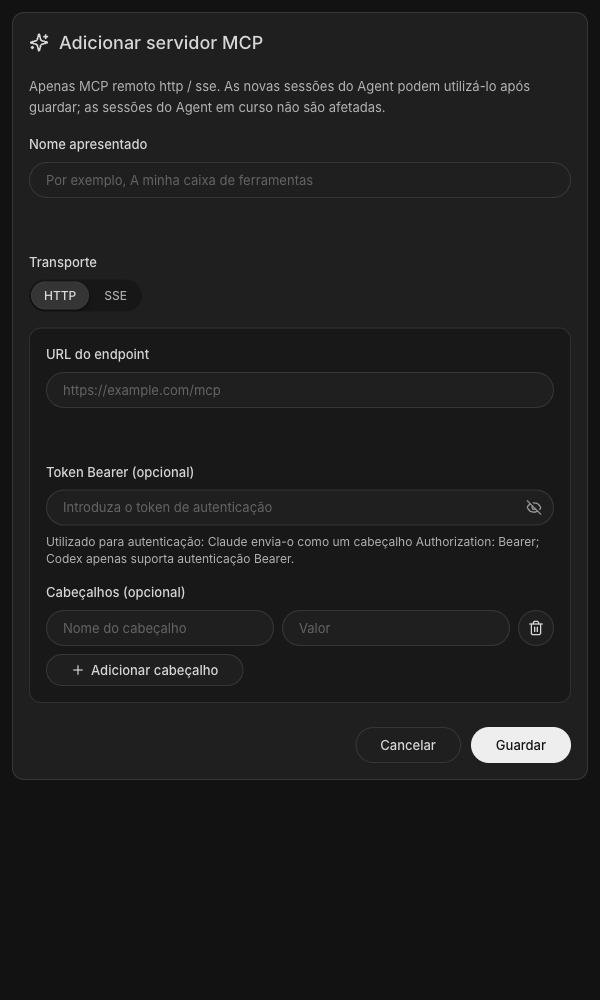 Adicionar servidor MCP
Apenas MCP remoto http / sse. As novas sessões do Agent podem utilizá-lo após
guardar; as sessões do Agent em curso não são afetadas.
Nome apresentado
Por exemplo, A minha caixa de ferramentas
Transporte
HTTP SSE
URL do endpoint
https://example.com/mcp
Token Bearer (opcional)
Introduza o token de autenticação
Utilizado para autenticação: Claude envia-o como um cabeçalho Authorization: Bearer;
Codex apenas suporta autenticação Bearer.
Cabeçalhos (opcional)
Nome do cabeçalho Valor
Adicionar cabeçalho
Cancelar Guardar